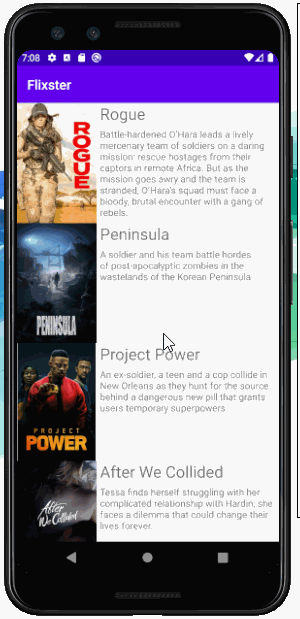 7:08
Flixster
ROGUE
Rogue
Battle-hardened O'Hara leads a lively
mercenary team of soldiers on a daring
mission: rescue hostages from their
captors in remote Africa. But as the
mission goes awry and the team is
stranded, O'Hara's squad must face a
bloody, brutal encounter with a gang of
rebels.
PENINSULA
Peninsula
A soldier and his team battle hordes
of post-apocalyptic zombies in the
wastelands of the Korean Peninsula
PROJECT
POWER
Project Power
An ex-soldier, a teen and a cop collide in
New Orleans as they hunt for the source
behind a dangerous new pill that grants
users temporary superpowers
After
We Collided
After We Collided
Tessa finds herself struggling with her
complicated relationship with Hardin; she
faces a dilemma that could change their
lives forever.